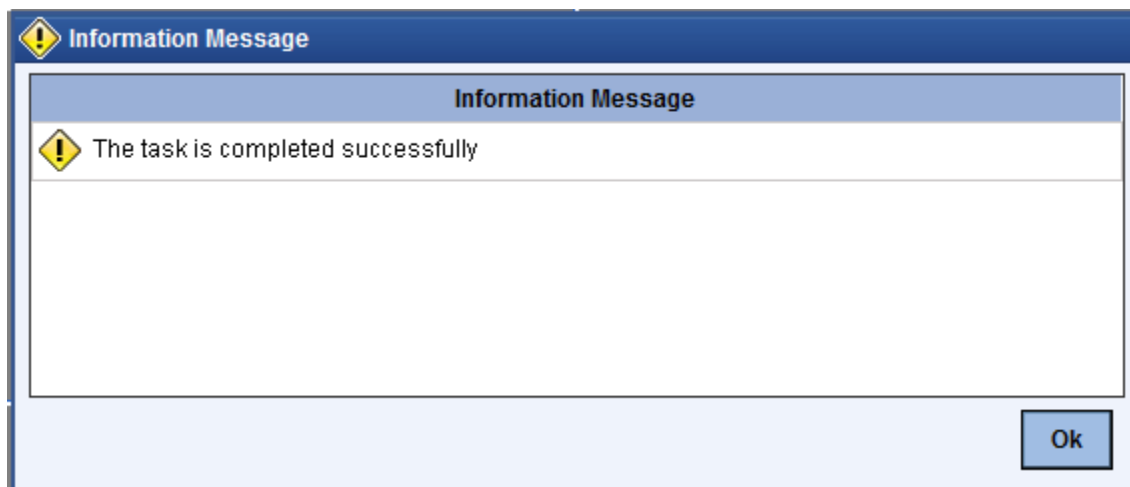 Information Message
Information Message
The task is completed successfully
Ok